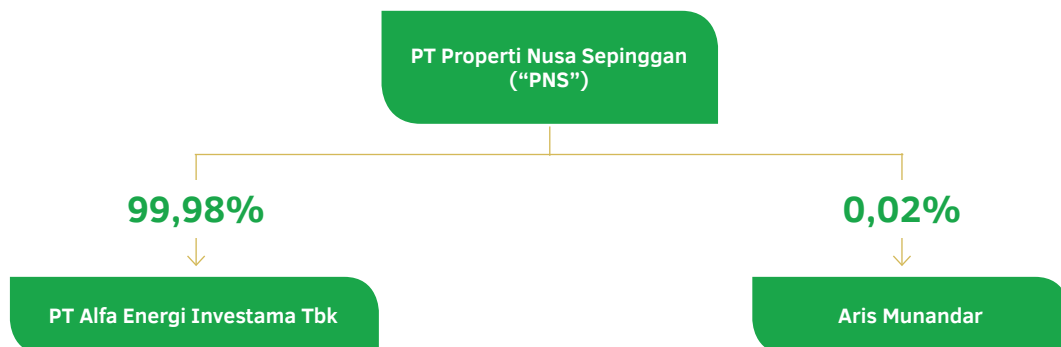 PT Properti Nusa Sepinggan
(“PNS”)
99,98%
0,02%
PT Alfa Energi Investama Tbk
Aris Munandar